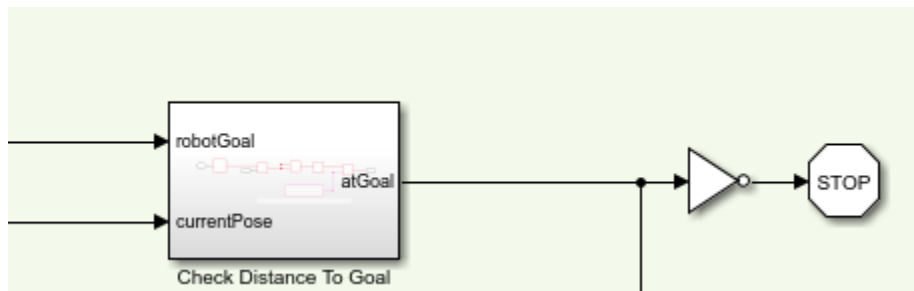 robotGoal
atGoal
STOP
currentPose
Check Distance To Goal